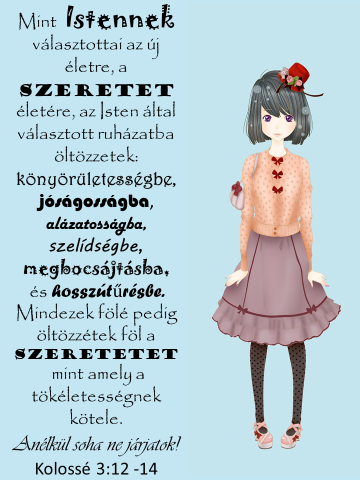 Mint Istennek
választottai az új
életre, a
SZERETET
életére, az Isten által
választott ruházatba
öltözzetek:
könyörületességbe,
jóságosságba,
alázatosságba,
szelídségbe,
megbocsájtásba,
és hosszútűrésbe.
Mindezek fölé pedig
öltözzétek föl a
SZERETETET
mint amely a
tökéletességnek
kötele.
Anélkül soha ne járjatok!
Kolossé 3:12 -14